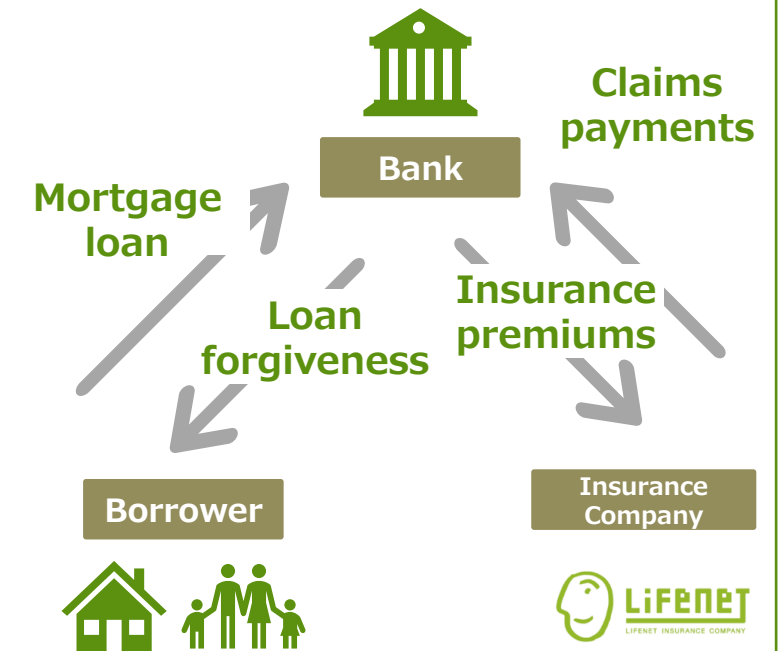 Claims
payments
Bank
Mortgage
loan
Insurance
premiums
Loan
forgiveness
Borrower
Insurance
Company
LIFENET
LIFENET INSURANCE COMPANY